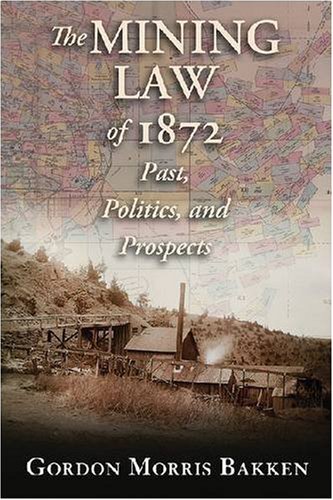 The MINING
LAW
of 1872
Past,
Politics, and
Prospects
GORDON MORRIS BAKKEN